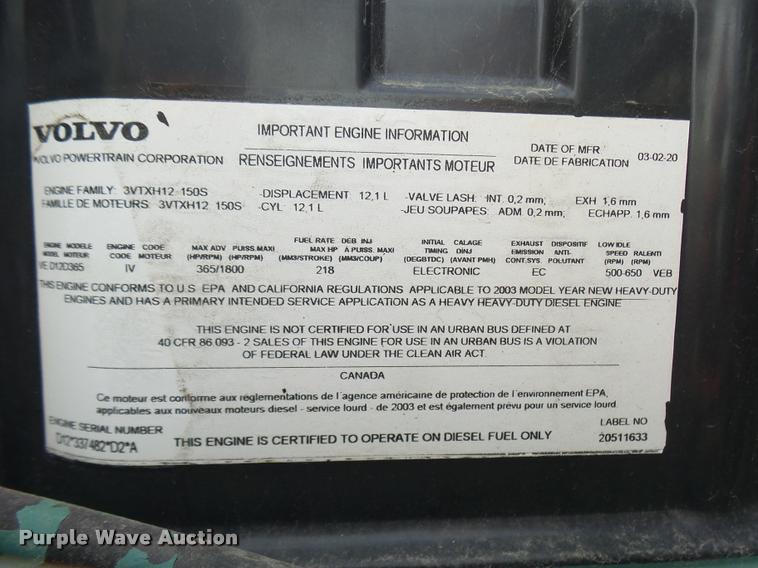 VOLVO
VOLVO POWERTRAIN CORPORATION
IMPORTANT ENGINE INFORMATION
RENSEIGNEMENTS IMPORTANTS MOTEUR
DATE OF MFR
DATE DE FABRICATION 03-02-20
ENGINE FAMILY: 3VTXH12 150S -DISPLACEMENT 12,1 L -VALVE LASH: INT. 0,2 mm; EXH 1,6 mm
FAMILLE DE MOTEURS: 3VTXH12 150S -CYL: 12,1 L -JEU SOUPAPES: ADM 0,2 mm; ECHAPP. 1,6 mm
ENGINE MODELE ENGINE CODE MAX ADV PUISS.MAXI FUEL RATE DEB INJ INITIAL CALAGE EXHAUST DISPOSITIF LOW IDLE
MODEL MOTEUR CODE MOTEUR (HP/RPM) (HP/RPM) MAX HP À PUISS MAXI TIMING D'INJ EMISSION ANTI- SPEED RALENTI
(MM3/STROKE) (MM3/COUP) (DEGBTDC) (AVANT PMH) CONT.SYS. POLLUTANT (RPM) (RPM)
VE D12D365 IV 365/1800 218 ELECTRONIC EC 500-650 VEB
THIS ENGINE CONFORMS TO U.S EPA AND CALIFORNIA REGULATIONS APPLICABLE TO 2003 MODEL YEAR NEW HEAVY-DUTY
ENGINES AND HAS A PRIMARY INTENDED SERVICE APPLICATION AS A HEAVY HEAVY-DUTY DIESEL ENGINE
THIS ENGINE IS NOT CERTIFIED FOR USE IN AN URBAN BUS DEFINED AT
40 CFR 86.093 - 2 SALES OF THIS ENGINE FOR USE IN AN URBAN BUS IS A VIOLATION
OF FEDERAL LAW UNDER THE CLEAN AIR ACT.
CANADA
Ce moteur est conforme aux réglementations de l'agence américaine de protection de l'environnement EPA,
applicables aux nouveaux moteurs diesel - service lourd - de 2003 et est également prévu pour un service lourd.
ENGINE SERIAL NUMBER
D12*337482*D2*A
THIS ENGINE IS CERTIFIED TO OPERATE ON DIESEL FUEL ONLY
LABEL NO
20511633
Purple Wave Auction